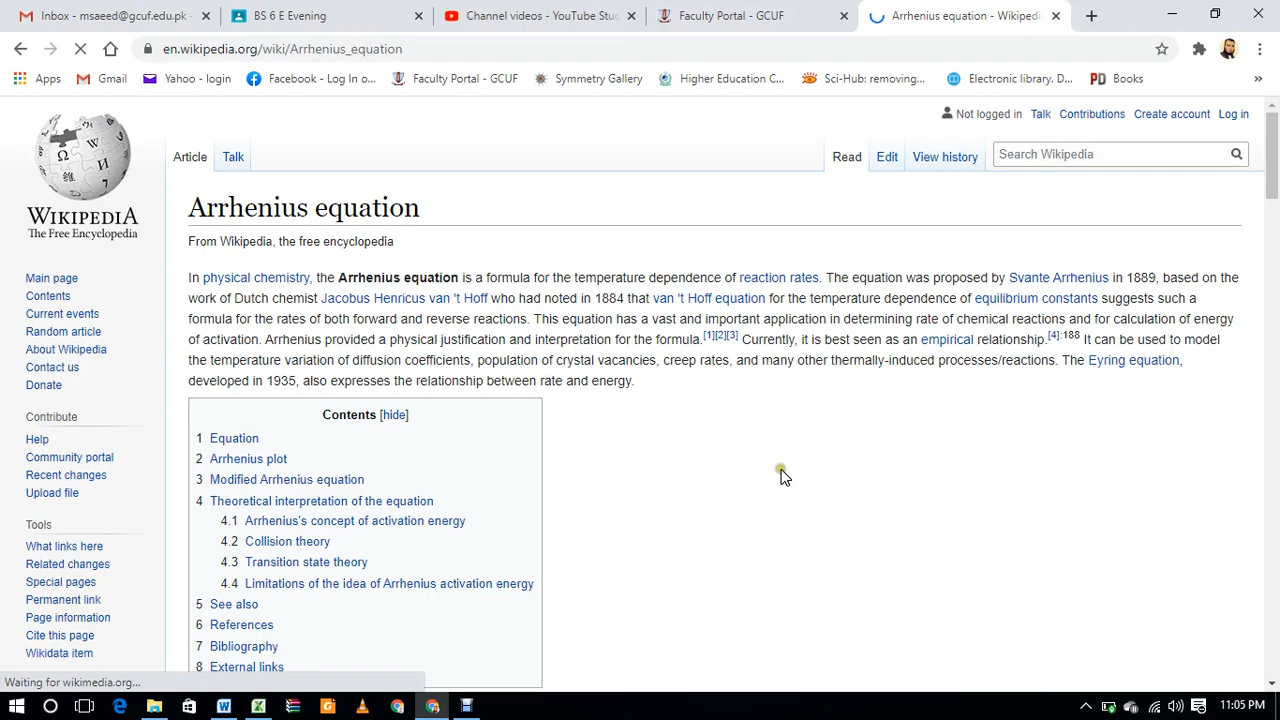 Inbox - msaeed@gcuf.edu.pk -
BS 6 E Evening
Channel videos - YouTube Stu
Faculty Portal - GCUF
Arrhenius equation - Wikipedi
en.wikipedia.org/wiki/Arrhenius_equation
Apps
Gmail
Yahoo - login
Facebook - Log In o...
Faculty Portal - GCUF
Symmetry Gallery
Higher Education C...
Sci-Hub: removing...
Electronic library. D...
PD Books
Not logged in Talk Contributions Create account Log in
Article Talk
Read Edit View history
Search Wikipedia
WIKIPEDIA
The Free Encyclopedia
Main page
Contents
Current events
Random article
About Wikipedia
Contact us
Donate
Contribute
Help
Community portal
Recent changes
Upload file
Tools
What links here
Related changes
Special pages
Permanent link
Page information
Cite this page
Wikidata item
Arrhenius equation
From Wikipedia, the free encyclopedia
In physical chemistry, the Arrhenius equation is a formula for the temperature dependence of reaction rates. The equation was proposed by Svante Arrhenius in 1889, based on the
work of Dutch chemist Jacobus Henricus van 't Hoff who had noted in 1884 that van 't Hoff equation for the temperature dependence of equilibrium constants suggests such a
formula for the rates of both forward and reverse reactions. This equation has a vast and important application in determining rate of chemical reactions and for calculation of energy
of activation. Arrhenius provided a physical justification and interpretation for the formula.[1][2][3] Currently, it is best seen as an empirical relationship.[4]:188 It can be used to model
the temperature variation of diffusion coefficients, population of crystal vacancies, creep rates, and many other thermally-induced processes/reactions. The Eyring equation,
developed in 1935, also expresses the relationship between rate and energy.
Contents [hide]
1 Equation
2 Arrhenius plot
3 Modified Arrhenius equation
4 Theoretical interpretation of the equation
4.1 Arrhenius's concept of activation energy
4.2 Collision theory
4.3 Transition state theory
4.4 Limitations of the idea of Arrhenius activation energy
5 See also
6 References
7 Bibliography
8 External links
Waiting for wikimedia.org...
11:05 PM